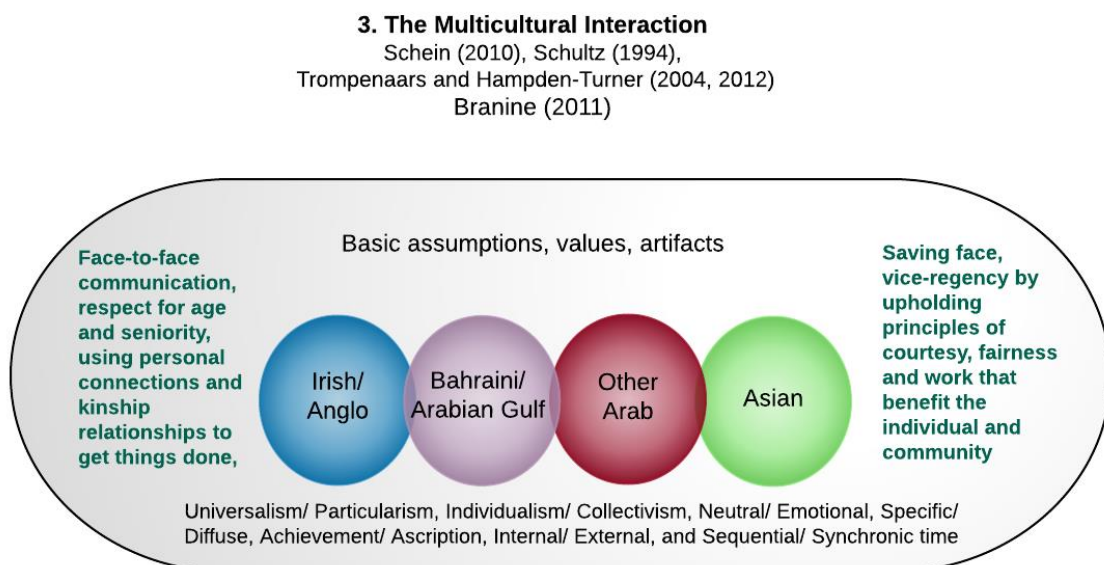 3. The Multicultural Interaction
Schein (2010), Schultz (1994),
Trompenaars and Hampden-Turner (2004, 2012)
Branine (2011)
Basic assumptions, values, artifacts
Face-to-face
communication,
respect for age
and seniority,
using personal
connections and
kinship
relationships to
get things done,
Irish/
Anglo
Bahraini/
Arabian Gulf
Other
Arab
Asian
Saving face,
vice-regency by
upholding
principles of
courtesy, fairness
and work that
benefit the
individual and
community
Universalism/ Particularism, Individualism/ Collectivism, Neutral/ Emotional, Specific/
Diffuse, Achievement/ Ascription, Internal/ External, and Sequential/ Synchronic time